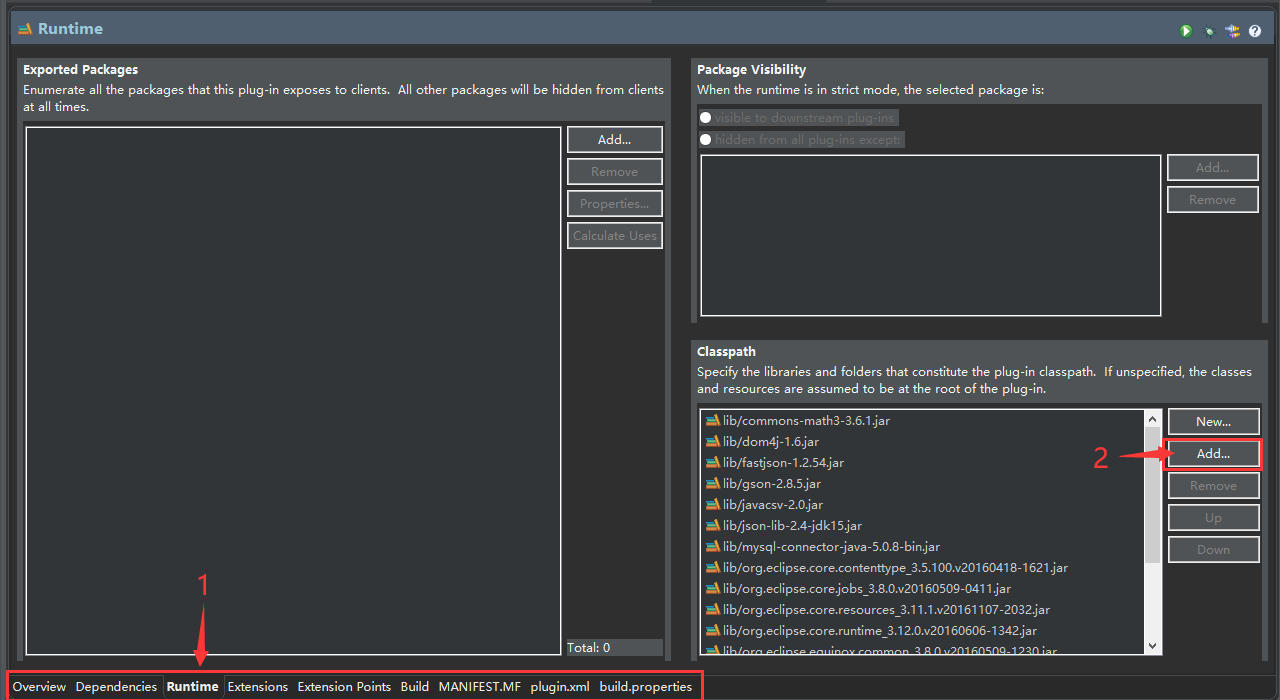 Runtime
Exported Packages
Enumerate all the packages that this plug-in exposes to clients.  All other packages will be hidden from clients
at all times.
Add...
Remove
Properties...
Calculate Uses
Total: 0
Package Visibility
When the runtime is in strict mode, the selected package is:
visible to downstream plug-ins
hidden from all plug-ins except:
Add...
Remove
Classpath
Specify the libraries and folders that constitute the plug-in classpath.  If unspecified, the classes
and resources are assumed to be at the root of the plug-in.
lib/commons-math3-3.6.1.jar
lib/dom4j-1.6.jar
lib/fastjson-1.2.54.jar
lib/gson-2.8.5.jar
lib/javacsv-2.0.jar
lib/json-lib-2.4-jdk15.jar
lib/mysql-connector-java-5.0.8-bin.jar
lib/org.eclipse.core.contenttype_3.5.100.v20160418-1621.jar
lib/org.eclipse.core.jobs_3.8.0.v20160509-0411.jar
lib/org.eclipse.core.resources_3.11.1.v20161107-2032.jar
lib/org.eclipse.core.runtime_3.12.0.v20160606-1342.jar
lib/org.eclipse.equinox.common_3.8.0.v20160509-1230.jar
New...
2
Add...
Remove
Up
Down
1
Overview Dependencies Runtime Extensions Extension Points Build MANIFEST.MF plugin.xml build.properties